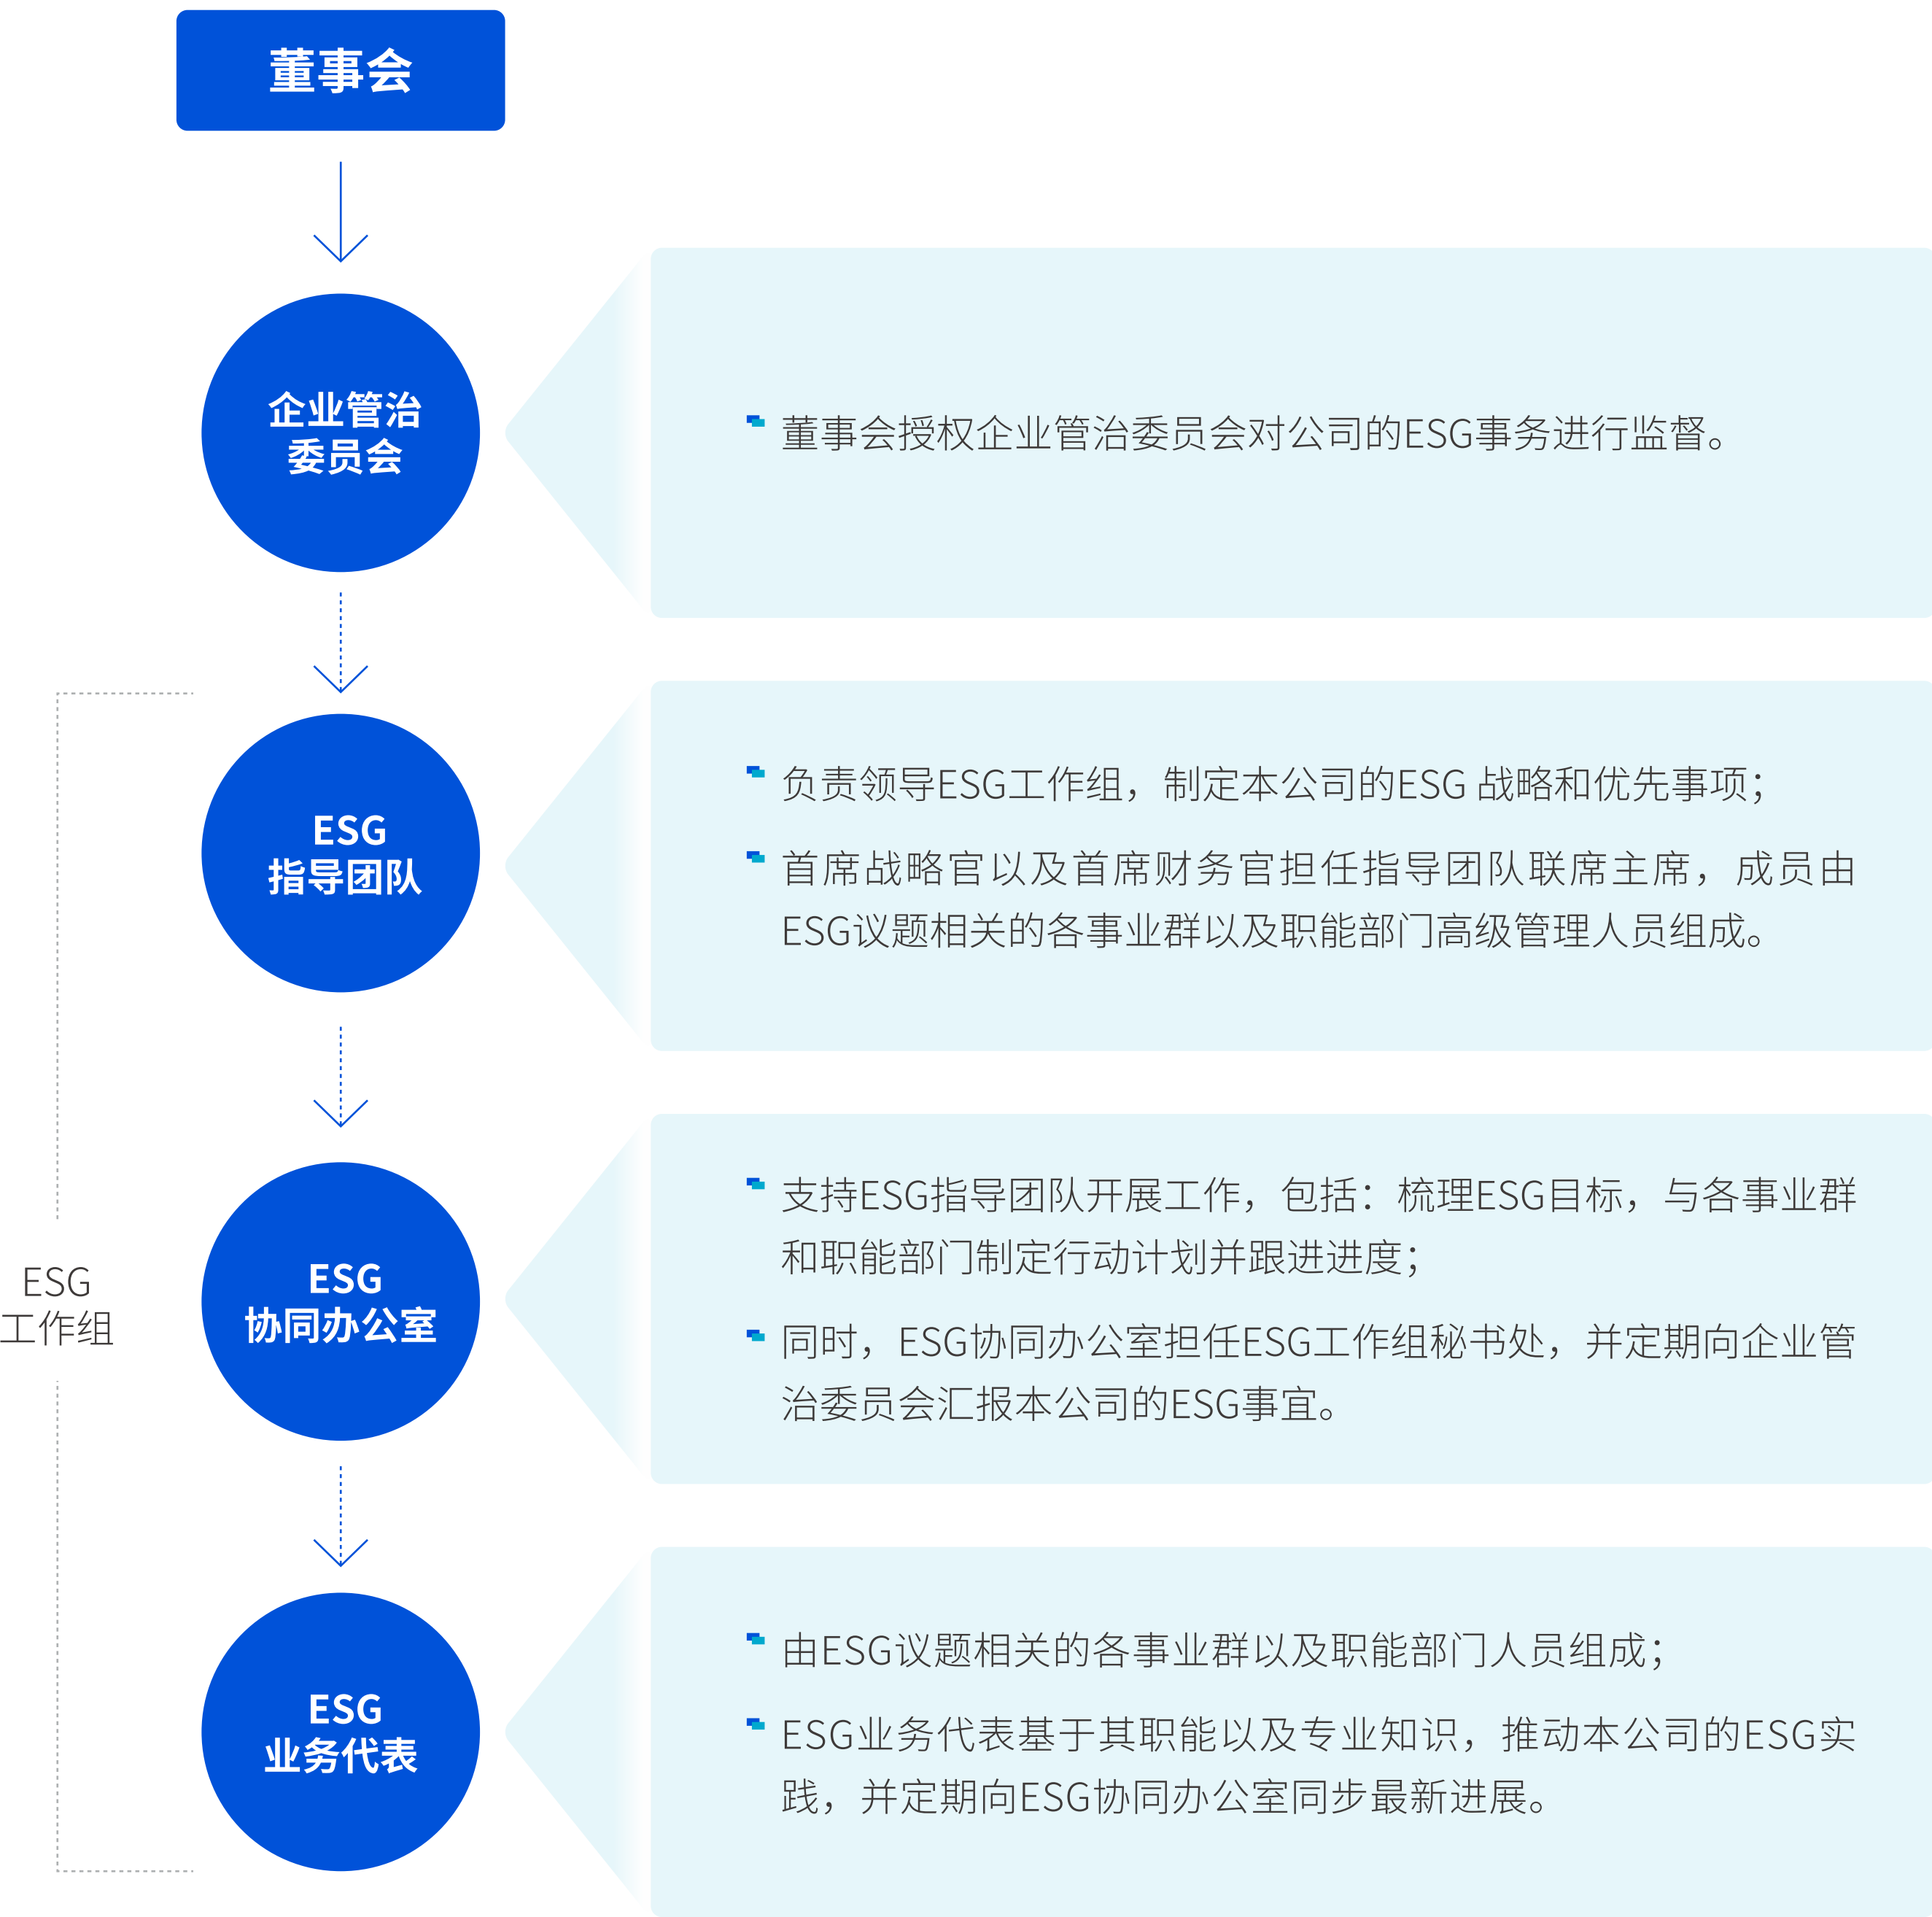 董事会
企业管治
委员会
董事会授权企业管治委员会对公司的ESG事务进行监督。
ESG
指导团队
负责领导ESG工作组，制定本公司的ESG 战略和优先事项；
首席战略官以及首席财务官担任指导团队联席主席，成员由
ESG议题相关的各事业群以及职能部门高级管理人员组成。
ESG
工作组
ESG
协同办公室
支持ESG指导团队开展工作，包括：梳理ESG目标，与各事业群
和职能部门制定行动计划并跟进进度；
同时，ESG协同办公室担任ESG工作组秘书处，并定期向企业管
治委员会汇报本公司的ESG事宜。
ESG
业务代表
由ESG议题相关的各事业群以及职能部门人员组成；
ESG业务代表基于其职能以及专业知识，推动公司的ESG实
践，并定期向ESG协同办公室同步最新进展。